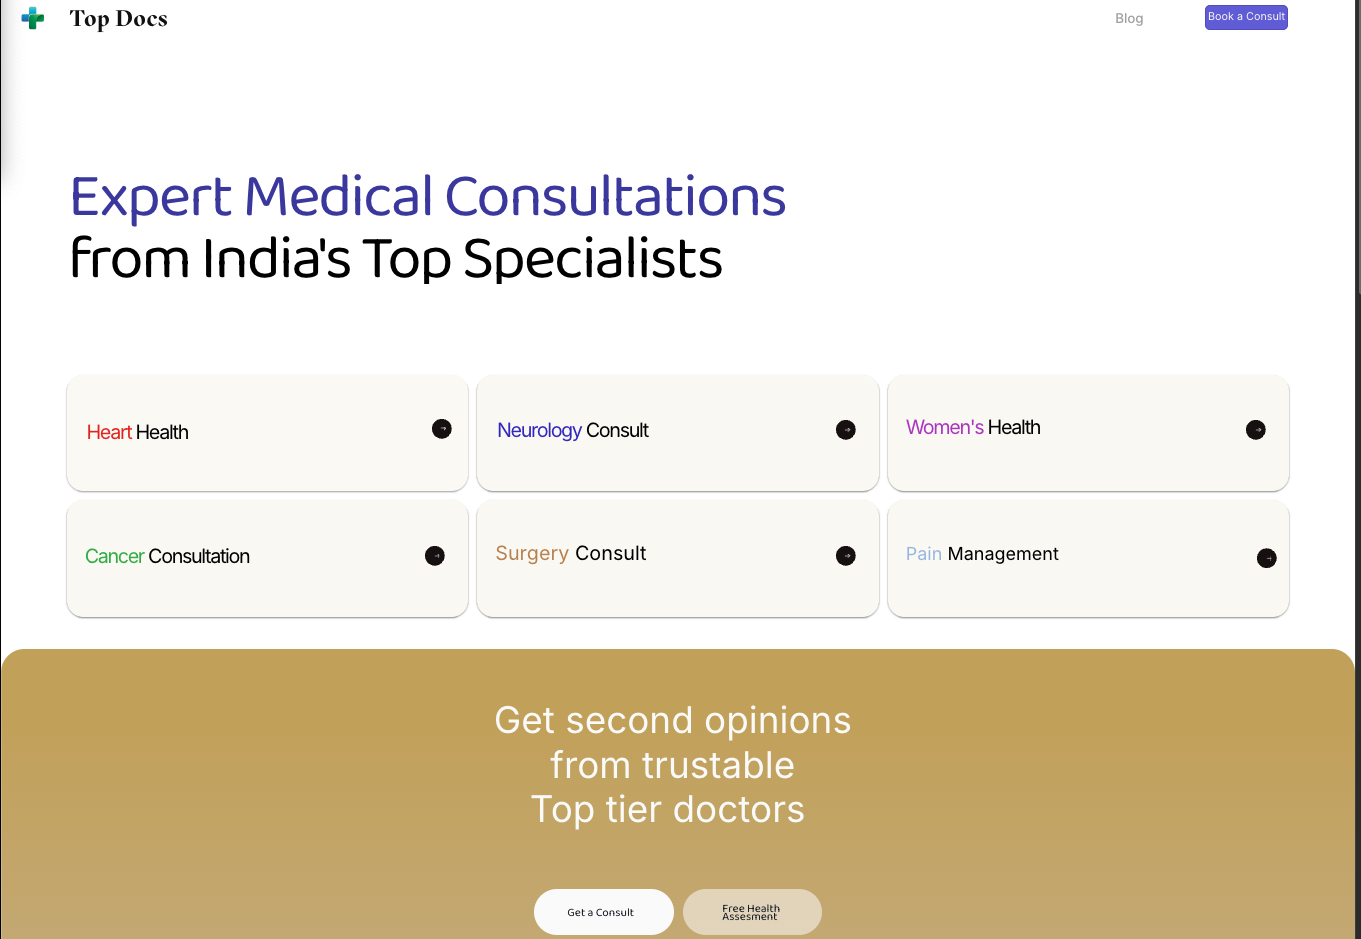 Top Docs
Blog
Book a Consult
Expert Medical Consultations
from India's Top Specialists
Heart Health
Neurology Consult
Women's Health
Cancer Consultation
Surgery Consult
Pain Management
Get second opinions
from trustable
Top tier doctors
Get a Consult
Free Health
Assesment